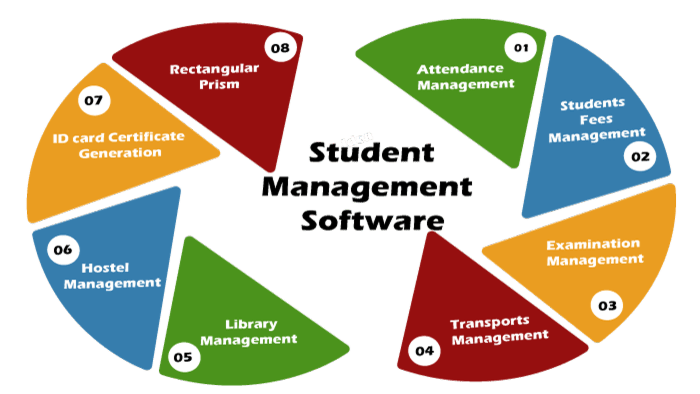 Student
Management
Software
01
Attendance
Management
Students
Fees
Management
02
Examination
Management
03
Transports
Management
04
Library
Management
05
06
Hostel
Management
07
ID card Certificate
Generation
08
Rectangular
Prism